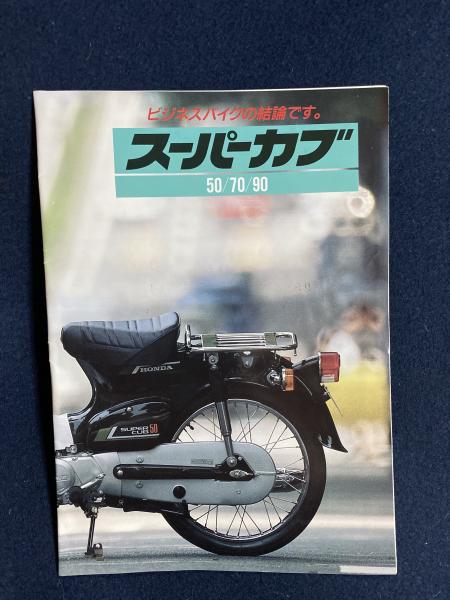 ビジネスバイクの結論です。
スーパーカブ
50/70/90
HONDA
SUPER
CUB 50